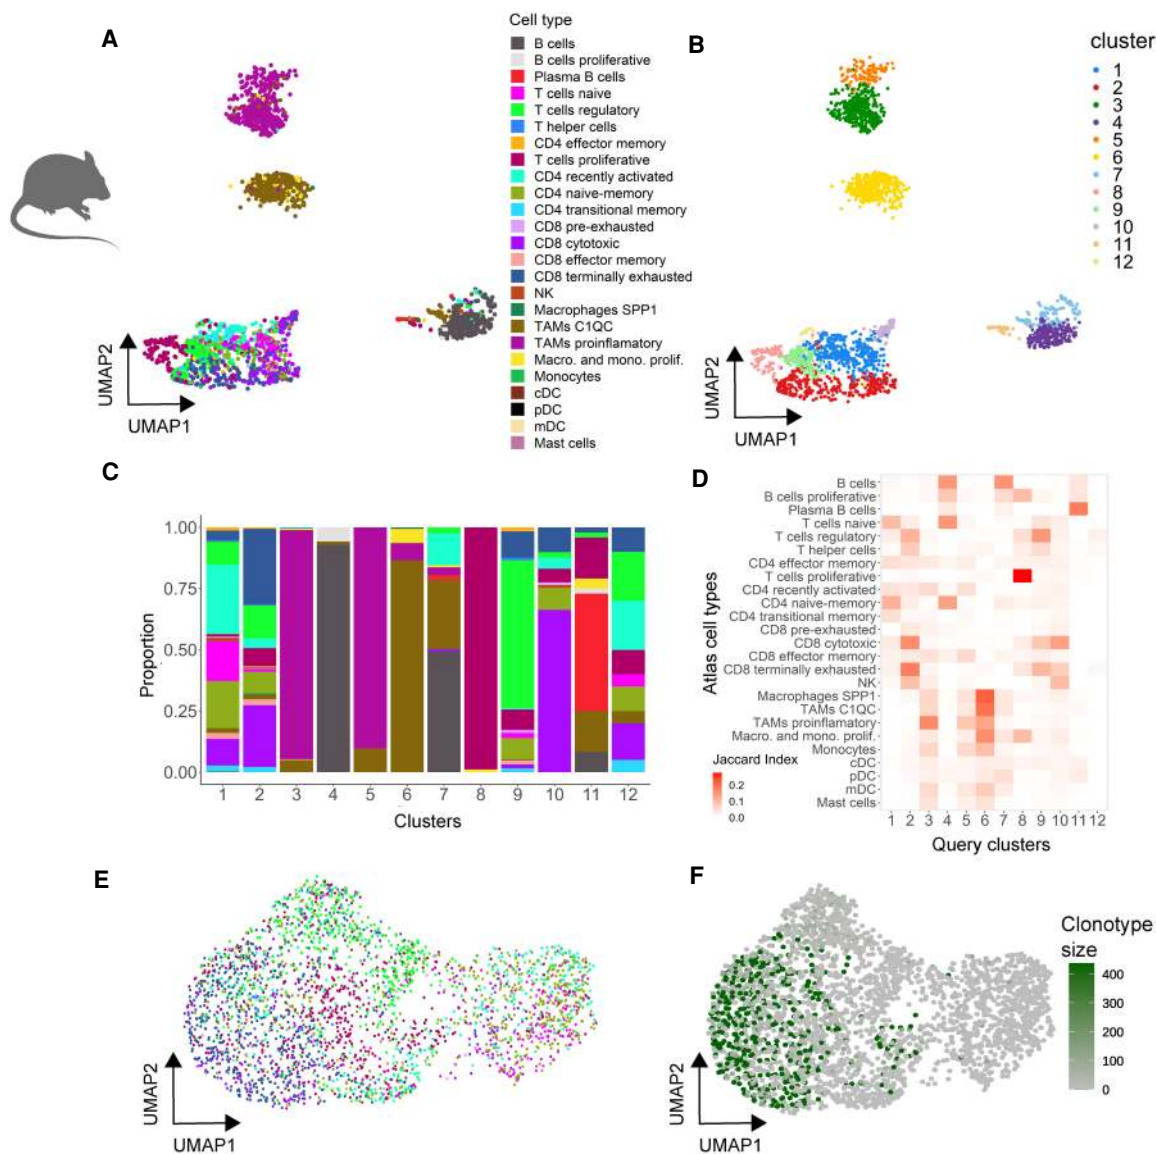 A
Cell type
B cells
B cells proliferative
Plasma B cells
T cells naive
T cells regulatory
T helper cells
CD4 effector memory
T cells proliferative
CD4 recently activated
CD4 naive-memory
CD4 transitional memory
CD8 pre-exhausted
CD8 cytotoxic
CD8 effector memory
CD8 terminally exhausted
NK
Macrophages SPP1
TAMs C1QC
TAMs proinflamatory
Macro. and mono. prolif.
Monocytes
cDC
pDC
mDC
Mast cells
UMAP2
UMAP1
B
cluster
1
2
3
4
5
6
7
8
9
10
11
12
UMAP2
UMAP1
C
Proportion
1.00
0.75
0.50
0.25
0.00
1 2 3 4 5 6 7 8 9 10 11 12
Clusters
D
Atlas cell types
B cells
B cells proliferative
Plasma B cells
T cells naive
T cells regulatory
T helper cells
CD4 effector memory
T cells proliferative
CD4 recently activated
CD4 naive-memory
CD4 transitional memory
CD8 pre-exhausted
CD8 cytotoxic
CD8 effector memory
CD8 terminally exhausted
NK
Macrophages SPP1
TAMs C1QC
TAMs proinflamatory
Macro. and mono. prolif.
Monocytes
cDC
pDC
mDC
Mast cells
Jaccard Index
0.2
0.1
0.0
1 2 3 4 5 6 7 8 9 10 11 12
Query clusters
E
UMAP2
UMAP1
F
Clonotype
size
400
300
200
100
0
UMAP2
UMAP1